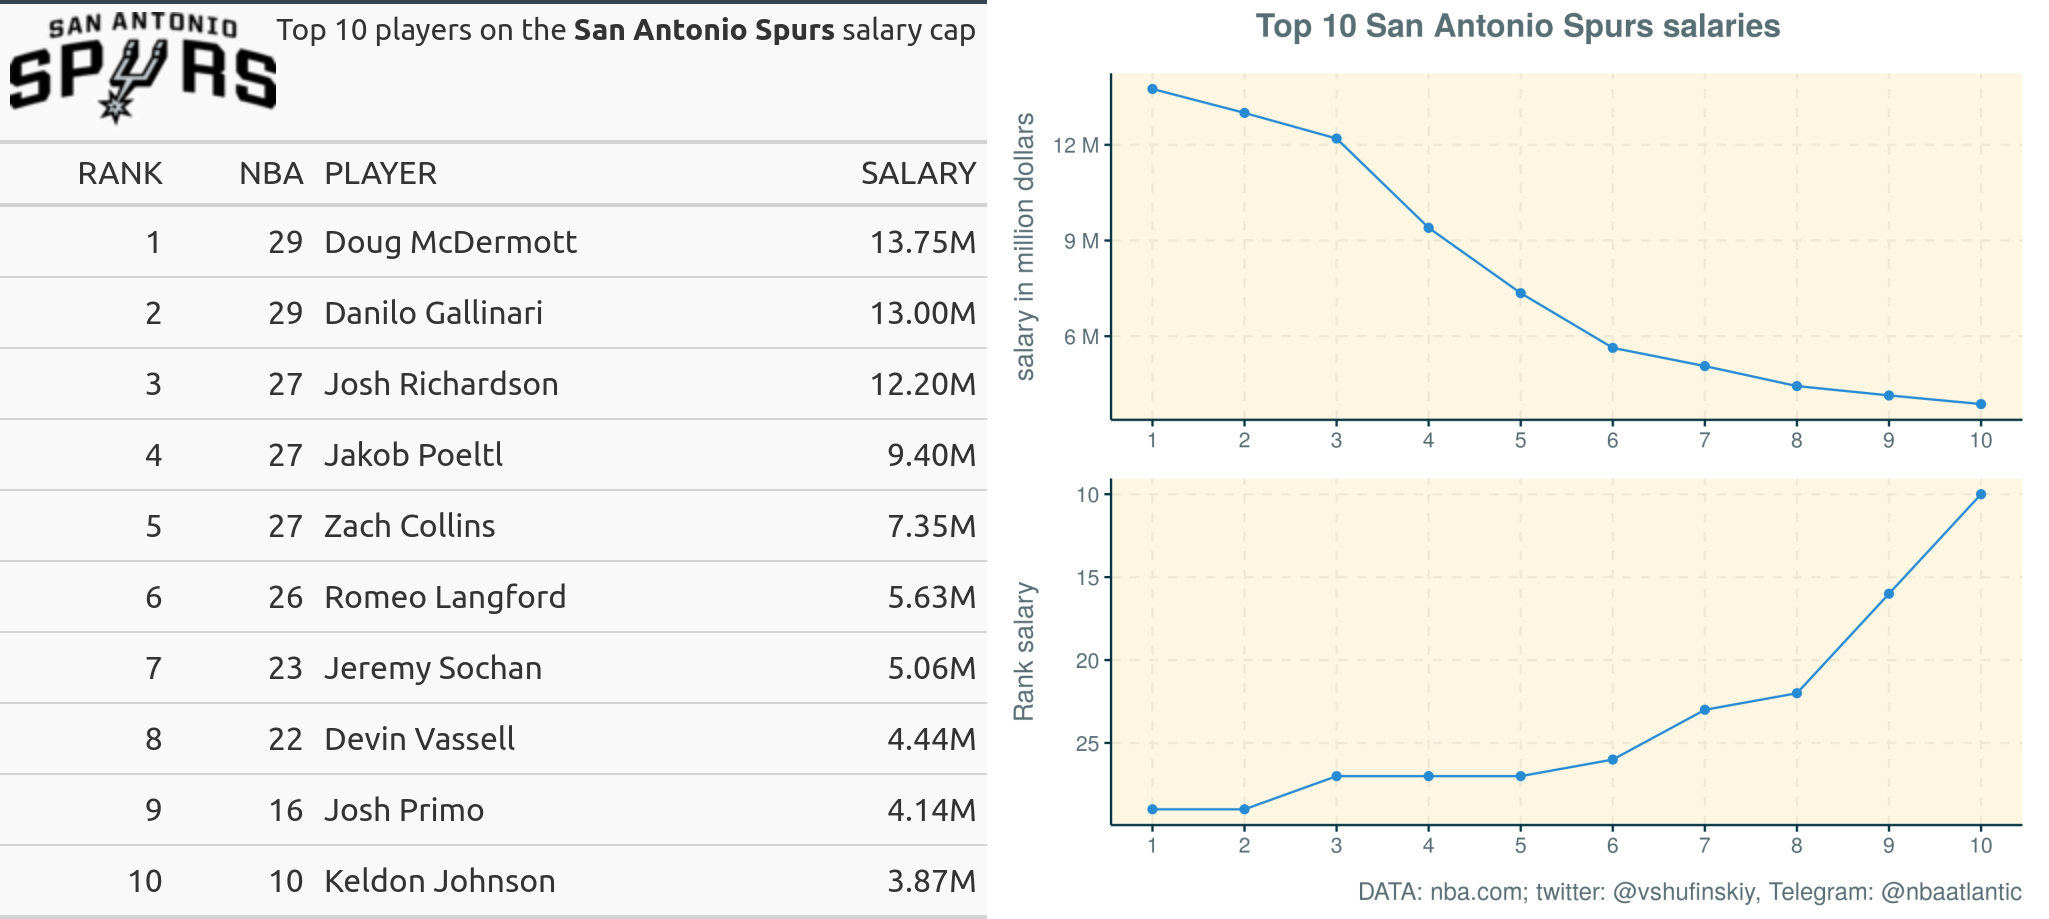 SAN ANTONIO
SPURS
Top 10 players on the San Antonio Spurs salary cap
RANK NBA PLAYER SALARY
1 29 Doug McDermott 13.75M
2 29 Danilo Gallinari 13.00M
3 27 Josh Richardson 12.20M
4 27 Jakob Poeltl 9.40M
5 27 Zach Collins 7.35M
6 26 Romeo Langford 5.63M
7 23 Jeremy Sochan 5.06M
8 22 Devin Vassell 4.44M
9 16 Josh Primo 4.14M
10 10 Keldon Johnson 3.87M
Top 10 San Antonio Spurs salaries
salary in million dollars
12 M
9 M
6 M
1 2 3 4 5 6 7 8 9 10
Rank salary
10
15
20
25
1 2 3 4 5 6 7 8 9 10
DATA: nba.com; twitter: @vshufinskiy, Telegram: @nbaatlantic